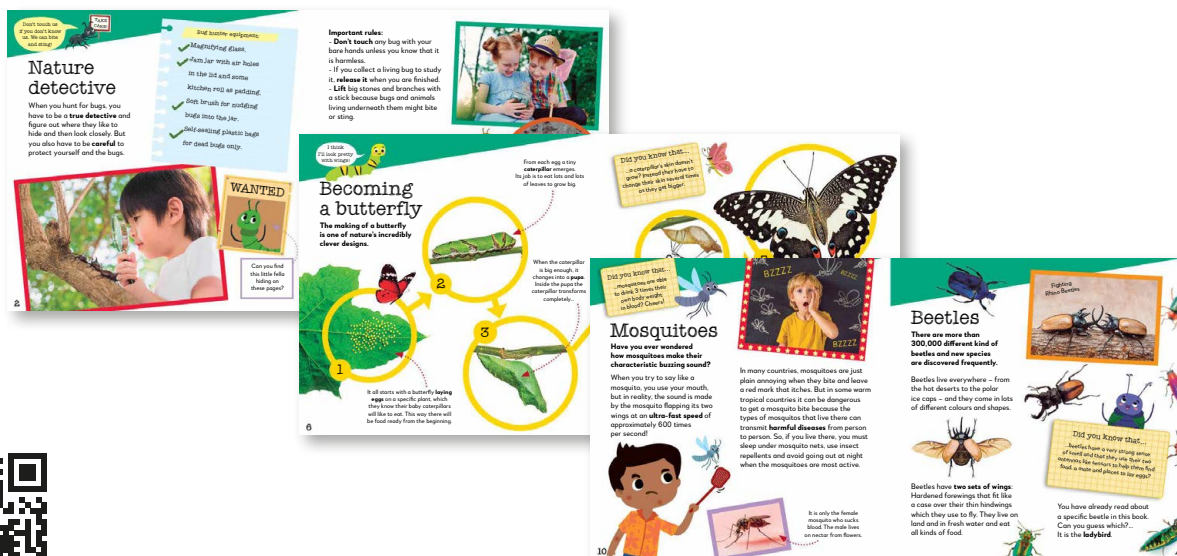 Don't touch us
if you don't know
us. We can bite
and sting!
TAKE
CARE!
Nature
detective
When you hunt for bugs, you
have to be a true detective and
figure out where they like to
hide and then look closely. But
you also have to be careful to
protect yourself and the bugs.
Bug hunter equipment:
Magnifying glass.
Jam jar with air holes
in the lid and some
kitchen roll as padding.
Soft brush for nudging
bugs into the jar.
Self-sealing plastic bags
for dead bugs only.
WANTED
Can you find
this little fella
hiding on
these pages?
2
Important rules:
- Don't touch any bug with your
bare hands unless you know that it
is harmless.
- If you collect a living bug to study
it, release it when you are finished.
- Lift big stones and branches with
a stick because bugs and animals
living underneath them might bite
or sting.
I think
I'll look pretty
with wings!
Becoming
a butterfly
The making of a butterfly
is one of nature's incredibly
clever designs.
From each egg a tiny
caterpillar emerges.
Its job is to eat lots and lots
of leaves to grow big.
2
When the caterpillar
is big enough, it
changes into a pupa.
Inside the pupa the
caterpillar transforms
completely...
3
1
It all starts with a butterfly laying
eggs on a specific plant, which
they know their baby caterpillars
will like to eat. This way there will
be food ready from the beginning.
6
Did you know that...
...a caterpillar's skin doesn't
grow? Instead they have to
change their skin several times
as they get bigger.
Did you know that...
...mosquitoes are able
to drink 3 times their
own body weight
in blood? Cheers!
Mosquitoes
Have you ever wondered
how mosquitoes make their
characteristic buzzing sound?
When you try to say like a
mosquito, you use your mouth,
but in reality, the sound is made
by the mosquito flapping its two
wings at an ultra-fast speed of
approximately 600 times
per second!
10
BZZZZ
BZZZ
BZZZZ
In many countries, mosquitoes are just
plain annoying when they bite and leave
a red mark that itches. But in some warm
tropical countries it can be dangerous
to get a mosquito bite because the
types of mosquitoes that live there can
transmit harmful diseases from person
to person. So, if you live there, you must
sleep under mosquito nets, use insect
repellents and avoid going out at night
when the mosquitoes are most active.
It is only the female
mosquito who sucks
blood. The male lives
on nectar from flowers.
Beetles
There are more than
300,000 different kind of
beetles and new species
are discovered frequently.
Beetles live everywhere – from
the hot deserts to the polar
ice caps – and they come in lots
of different colours and shapes.
Beetles have two sets of wings:
Hardened forewings that fit like
a case over their thin hindwings
which they use to fly. They live on
land and in fresh water and eat
all kinds of food.
Fighting
Rhino Beetles
Did you know that...
...beetles have a very strong sense
of smell and that they use their two
antennas like sensors to help them find
food, a mate and places to lay eggs?
You have already read about
a specific beetle in this book.
Can you guess which?...
It is the ladybird.